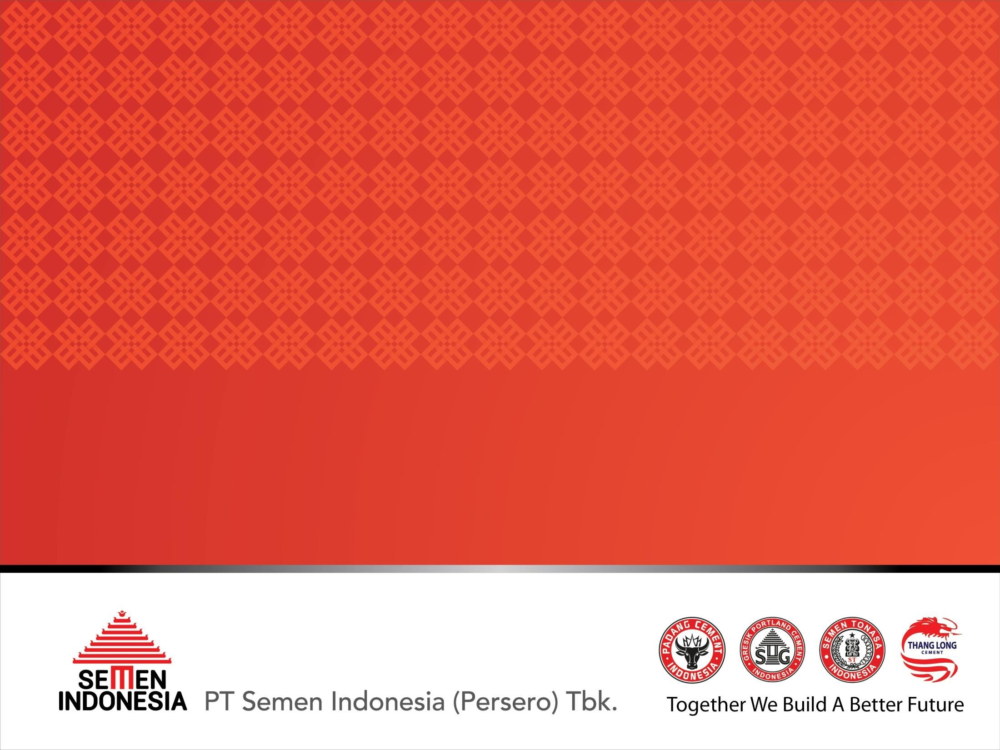 SEMEN
INDONESIA
PT Semen Indonesia (Persero) Tbk.
PADANG CEMENT
INDONESIA
GRESIK PORTLAND CEMENT
SG
INDONESIA
SEMEN TONASA
ST
INDONESIA
THANG LONG
CEMENT
Together We Build A Better Future